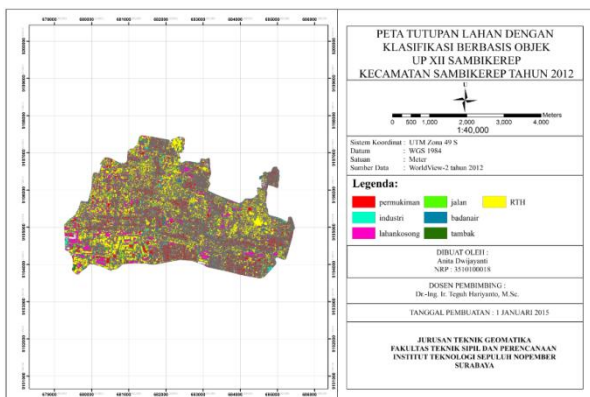 PETA TUTUPAN LAHAN DENGAN
KLASIFIKASI BERBASIS OBJEK
UP XII SAMBIKEREP
KECAMATAN SAMBIKEREP TAHUN 2012
U
0 500 1,000 2,000 3,000 4,000 Meters
1:40,000
Sistem Koordinat : UTM Zona 49 S
Datum : WGS 1984
Satuan : Meter
Sumber Data : WorldView-2 tahun 2012
Legenda:
permukiman jalan RTH
industri badanair
lahankosong tambak
DIBUAT OLEH :
Anita Dwijayanti
NRP : 3510100018
DOSEN PEMBIMBING :
Dr.-Ing. Ir. Teguh Hariyanto, M.Sc.
TANGGAL PEMBUATAN : 1 JANUARI 2015
JURUSAN TEKNIK GEOMATIKA
FAKULTAS TEKNIK SIPIL DAN PERENCANAAN
INSTITUT TEKNOLOGI SEPULUH NOPEMBER
SURABAYA